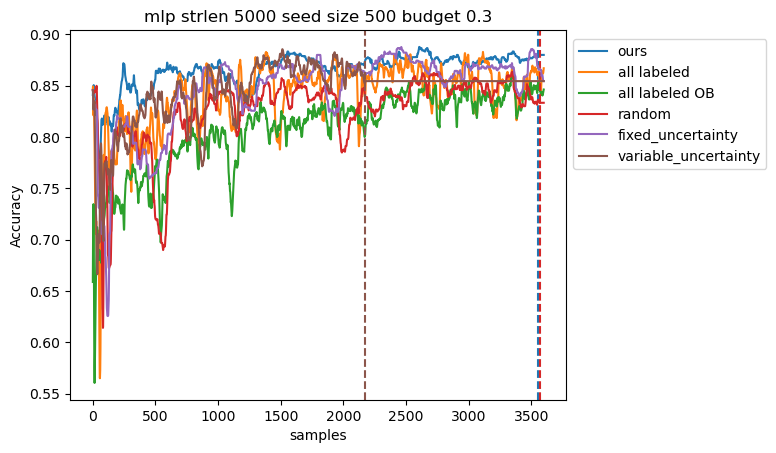 mlp strlen 5000 seed size 500 budget 0.3
Accuracy
0.90
0.85
0.80
0.75
0.70
0.65
0.60
0.55
0
500
1000
1500
2000
2500
3000
3500
samples
ours
all labeled
all labeled OB
random
fixed_uncertainty
variable_uncertainty